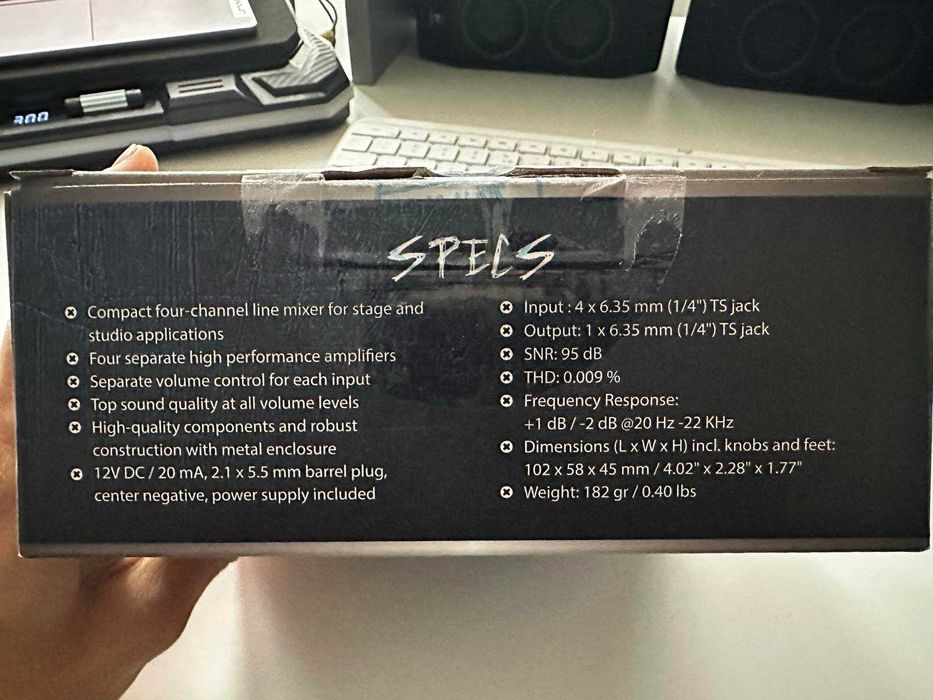 SPECS
Compact four-channel line mixer for stage and
studio applications
Four separate high performance amplifiers
Separate volume control for each input
Top sound quality at all volume levels
High-quality components and robust
construction with metal enclosure
12V DC / 20 mA, 2.1 x 5.5 mm barrel plug,
center negative, power supply included
Input : 4 x 6.35 mm (1/4") TS jack
Output: 1 x 6.35 mm (1/4") TS jack
SNR: 95 dB
THD: 0.009 %
Frequency Response:
+1 dB / -2 dB @20 Hz -22 KHz
Dimensions (L x W x H) incl. knobs and feet:
102 x 58 x 45 mm / 4.02" x 2.28" x 1.77"
Weight: 182 gr / 0.40 lbs